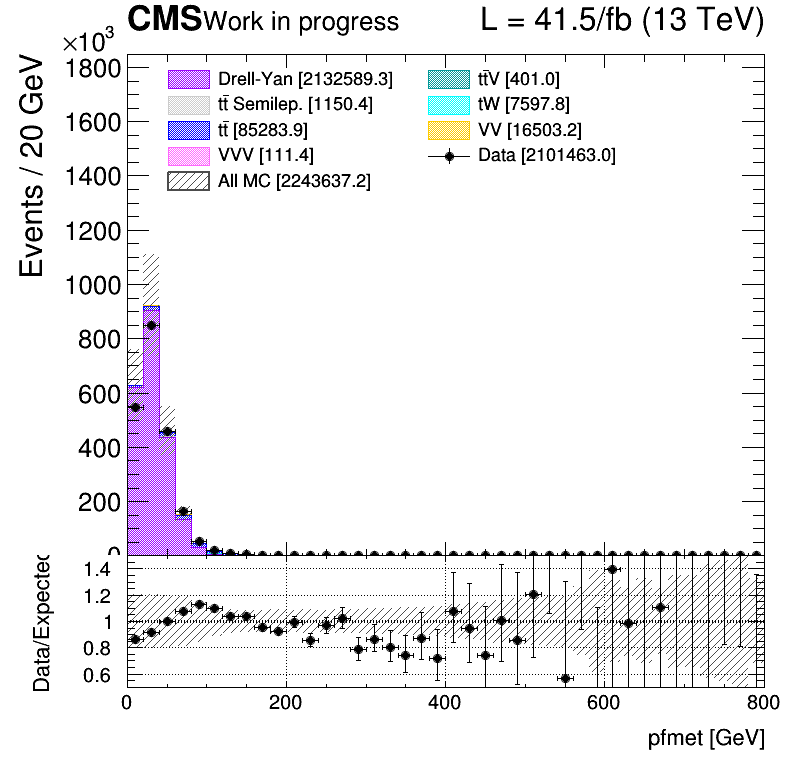 CMS Work in progress L = 41.5/fb (13 TeV)
×10³
Events / 20 GeV
1800
1600
1400
1200
1000
800
600
400
200
0
Drell-Yan [2132589.3]
tt̄ Semilep. [1150.4]
tt̄ [85283.9]
VVV [111.4]
All MC [2243637.2]
tt̄V [401.0]
tW [7597.8]
VV [16503.2]
Data [2101463.0]
Data/Expected
1.4
1.2
1
0.8
0.6
0 200 400 600 800
pfmet [GeV]